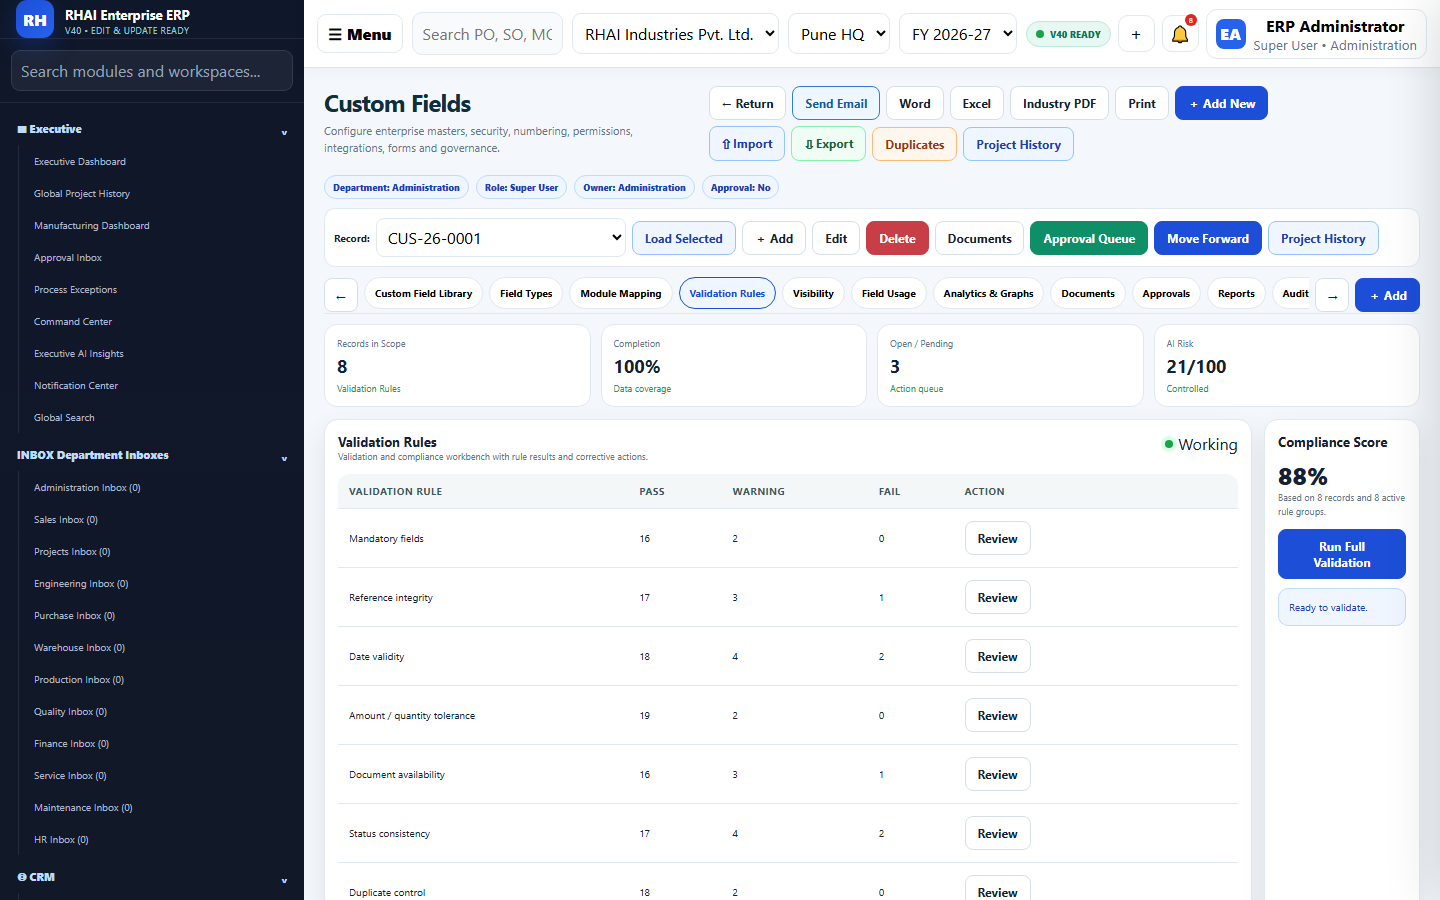 RH
RHAI Enterprise ERP
V40 • EDIT & UPDATE READY
Search modules and workspaces...
Executive
Executive Dashboard
Global Project History
Manufacturing Dashboard
Approval Inbox
Process Exceptions
Command Center
Executive AI Insights
Notification Center
Global Search
INBOX Department Inboxes
Administration Inbox (0)
Sales Inbox (0)
Projects Inbox (0)
Engineering Inbox (0)
Purchase Inbox (0)
Warehouse Inbox (0)
Production Inbox (0)
Quality Inbox (0)
Finance Inbox (0)
Service Inbox (0)
Maintenance Inbox (0)
HR Inbox (0)
CRM
☰ Menu
Search PO, SO, MO
RHAI Industries Pvt. Ltd.
Pune HQ
FY 2026-27
V40 READY
+
8
EA
ERP Administrator
Super User • Administration
Custom Fields
Configure enterprise masters, security, numbering, permissions,
integrations, forms and governance.
← Return
Send Email
Word
Excel
Industry PDF
Print
+ Add New
⇧ Import
⇩ Export
Duplicates
Project History
Department: Administration
Role: Super User
Owner: Administration
Approval: No
Record:
CUS-26-0001
Load Selected
+ Add
Edit
Delete
Documents
Approval Queue
Move Forward
Project History
←
Custom Field Library
Field Types
Module Mapping
Validation Rules
Visibility
Field Usage
Analytics & Graphs
Documents
Approvals
Reports
Audit
→
+ Add
Records in Scope
8
Validation Rules
Completion
100%
Data coverage
Open / Pending
3
Action queue
AI Risk
21/100
Controlled
Validation Rules
Validation and compliance workbench with rule results and corrective actions.
Working
VALIDATION RULE PASS WARNING FAIL ACTION
Mandatory fields 16 2 0 Review
Reference integrity 17 3 1 Review
Date validity 18 4 2 Review
Amount / quantity tolerance 19 2 0 Review
Document availability 16 3 1 Review
Status consistency 17 4 2 Review
Duplicate control 18 2 0 Review
Compliance Score
88%
Based on 8 records and 8 active
rule groups.
Run Full
Validation
Ready to validate.